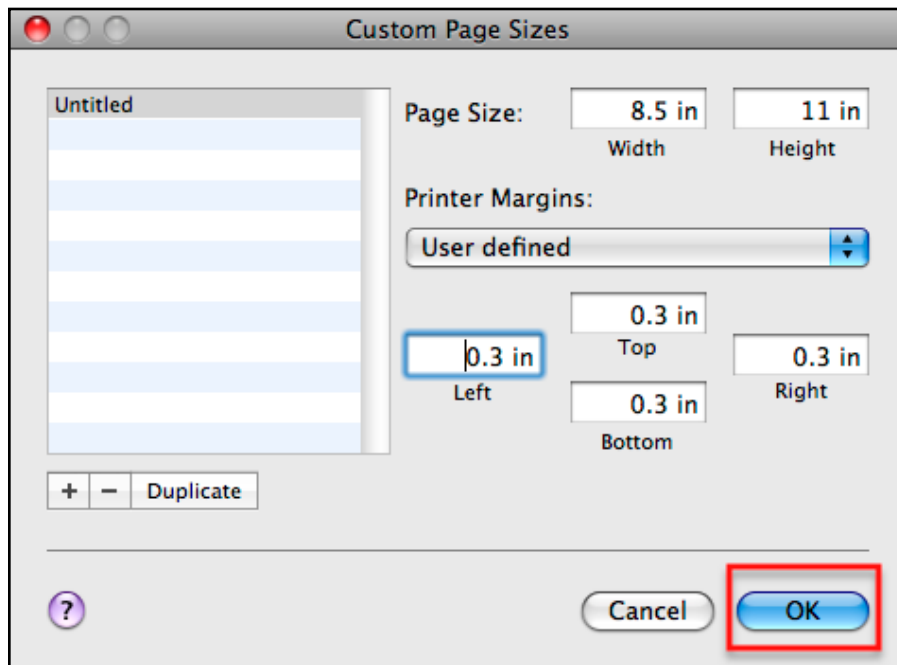 Custom Page Sizes
Untitled
Page Size:
8.5 in
11 in
Width
Height
Printer Margins:
User defined
0.3 in
Top
0.3 in
Left
0.3 in
Right
0.3 in
Bottom
+
−
Duplicate
?
Cancel
OK